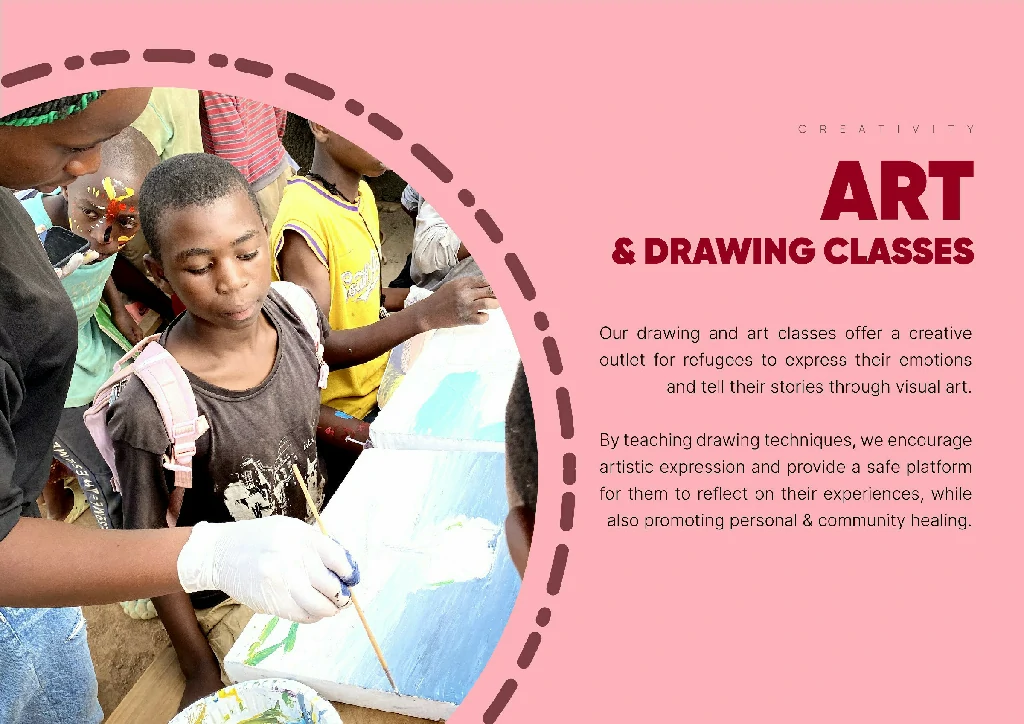 CREATIVITY
ART
& DRAWING CLASSES
Our drawing and art classes offer a creative
outlet for refugees to express their emotions
and tell their stories through visual art.
By teaching drawing techniques, we encourage
artistic expression and provide a safe platform
for them to reflect on their experiences, while
also promoting personal & community healing.